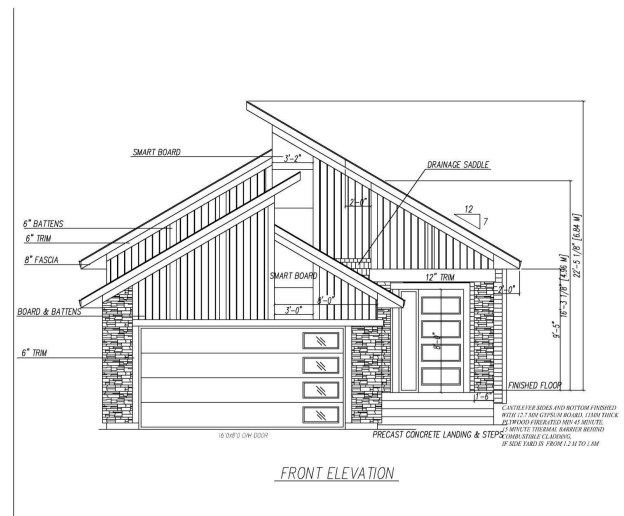 SMART BOARD
3'-2"
DRAINAGE SADDLE
2'-0"
12
7
6" BATTENS
6" TRIM
8" FASCIA
SMART BOARD
12" TRIM
2'-0"
8'-0"
3'-0"
BOARD & BATTENS
6" TRIM
8'-0"
9'-5"
16'-3 1/8" [4.96 M]
22'-5 1/8" [6.84 M]
FINISHED FLOOR
1'-6"
16'0X8'0 O/H DOOR
PRECAST CONCRETE LANDING & STEPS
CANTILEVER SIDES AND BOTTOM FINISHED
WITH 12.7 MM GYPSUM BOARD, 11MM THICK
PLYWOOD FIRERATED MIN 45 MINUTE,
15 MINUTE THERMAL BARRIER BEHIND
COMBUSTIBLE CLADDING,
IF SIDE YARD IS FROM 1.2 M TO 1.8M
FRONT ELEVATION